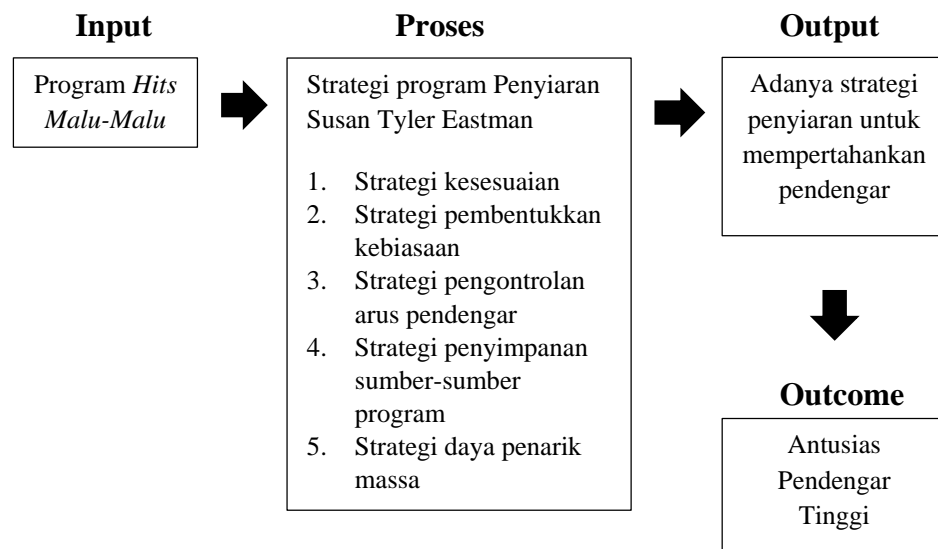 Input
Program Hits
Malu-Malu
Proses
Strategi program Penyiaran
Susan Tyler Eastman
1. Strategi kesesuaian
2. Strategi pembentukkan
kebiasaan
3. Strategi pengontrolan
arus pendengar
4. Strategi penyimpanan
sumber-sumber
program
5. Strategi daya penarik
massa
Output
Adanya strategi
penyiaran untuk
mempertahankan
pendengar
Outcome
Antusias
Pendengar
Tinggi